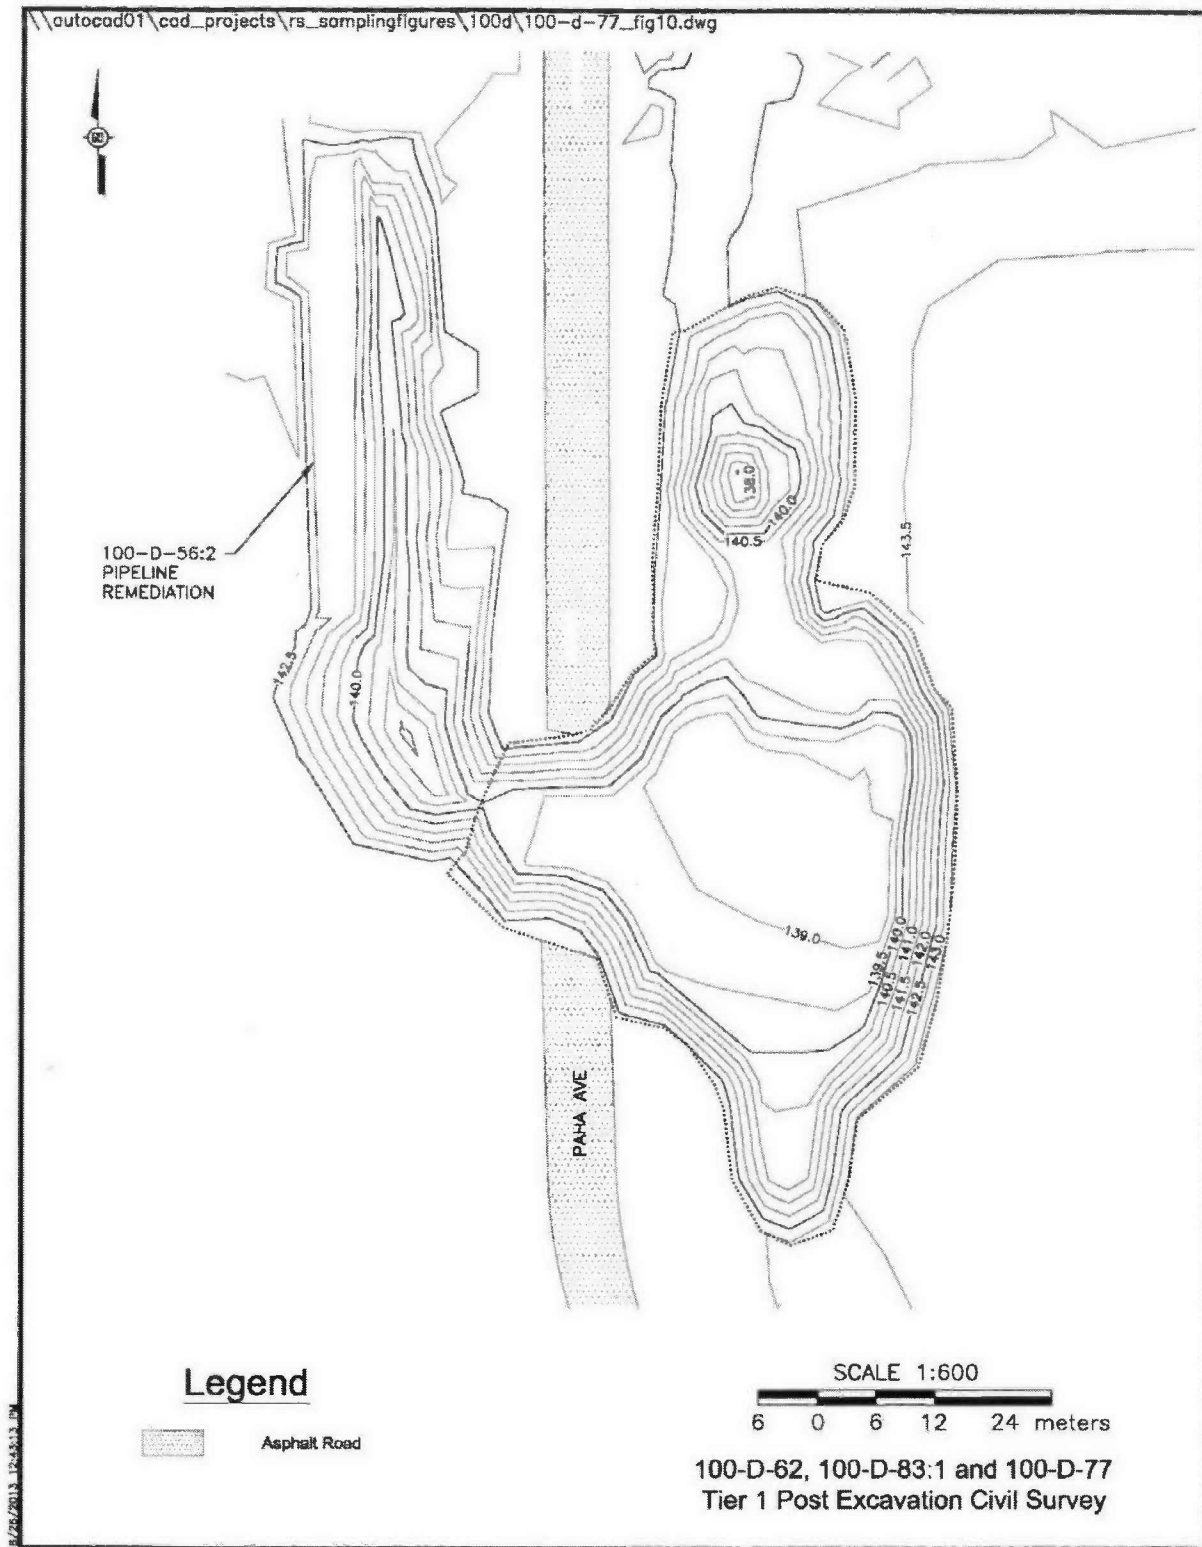 \\autocad01\cad_projects\rs_samplingfigures\100d\100-d-77_fig10.dwg
138.0
140.0
140.5
143.5
100-D-56:2
PIPELINE
REMEDIATION
142.5
140.0
139.0
139.5
140.0
140.5
141.0
141.5
142.0
142.5
143.0
PAHA AVE
Legend
Asphalt Road
SCALE 1:600
6 0 6 12 24 meters
100-D-62, 100-D-83:1 and 100-D-77
Tier 1 Post Excavation Civil Survey